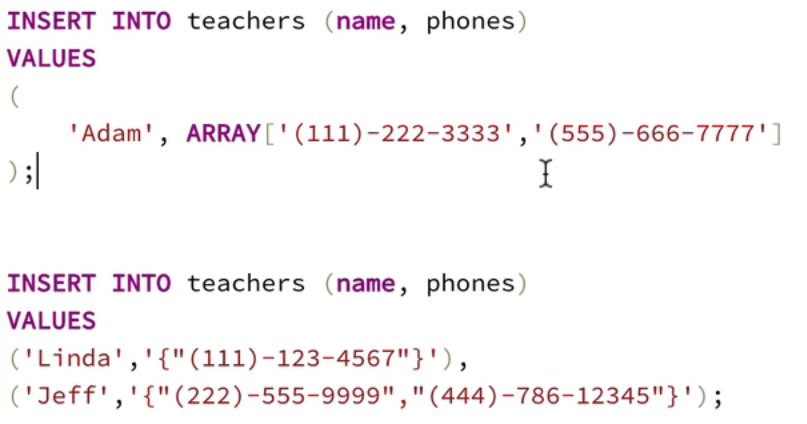 INSERT INTO teachers (name, phones)
VALUES
(
    'Adam', ARRAY['(111)-222-3333','(555)-666-7777']
);
INSERT INTO teachers (name, phones)
VALUES
('Linda','{"(111)-123-4567"}'),
('Jeff','{"(222)-555-9999","(444)-786-12345"}');